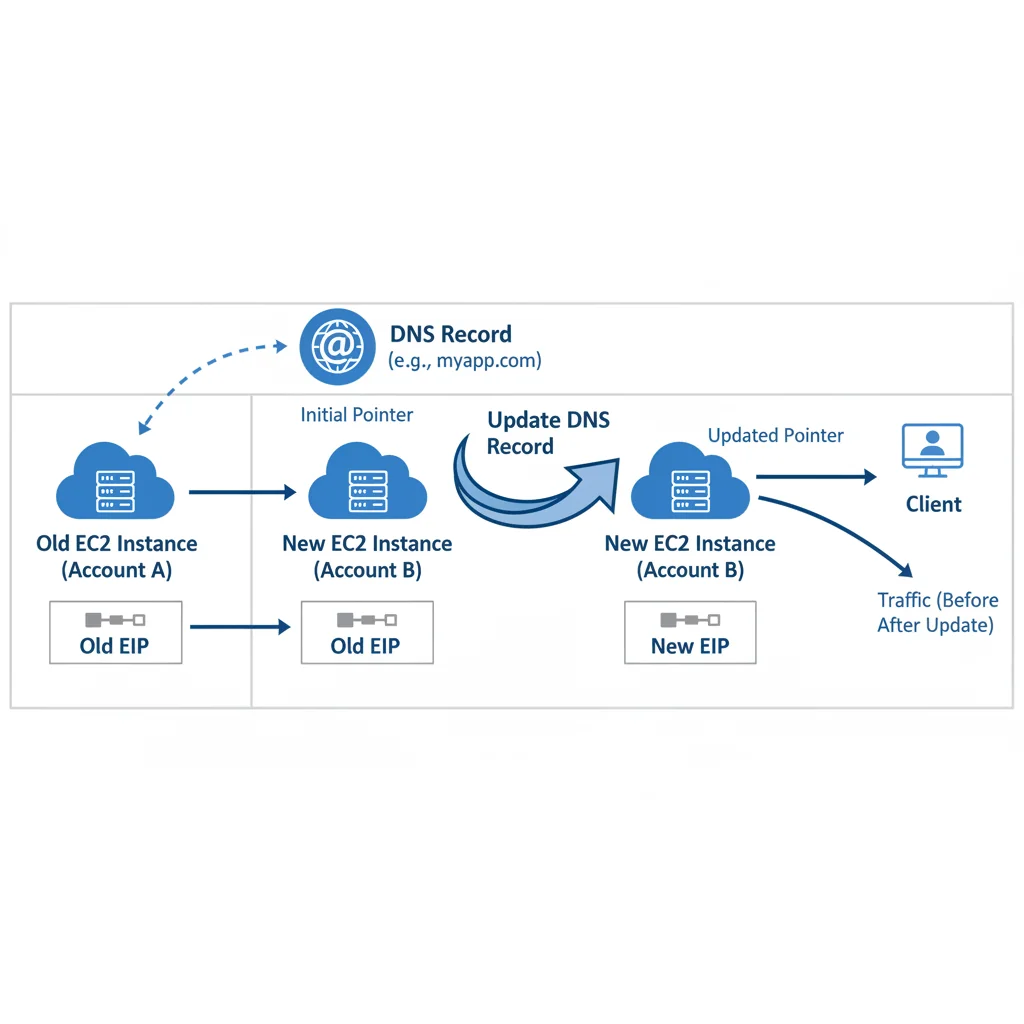 DNS Record
(e.g., myapp.com)
Initial Pointer
Update DNS
Record
Updated Pointer
Client
Old EC2 Instance
(Account A)
New EC2 Instance
(Account B)
New EC2 Instance
(Account B)
Traffic (Before
After Update)
Old EIP
Old EIP
New EIP